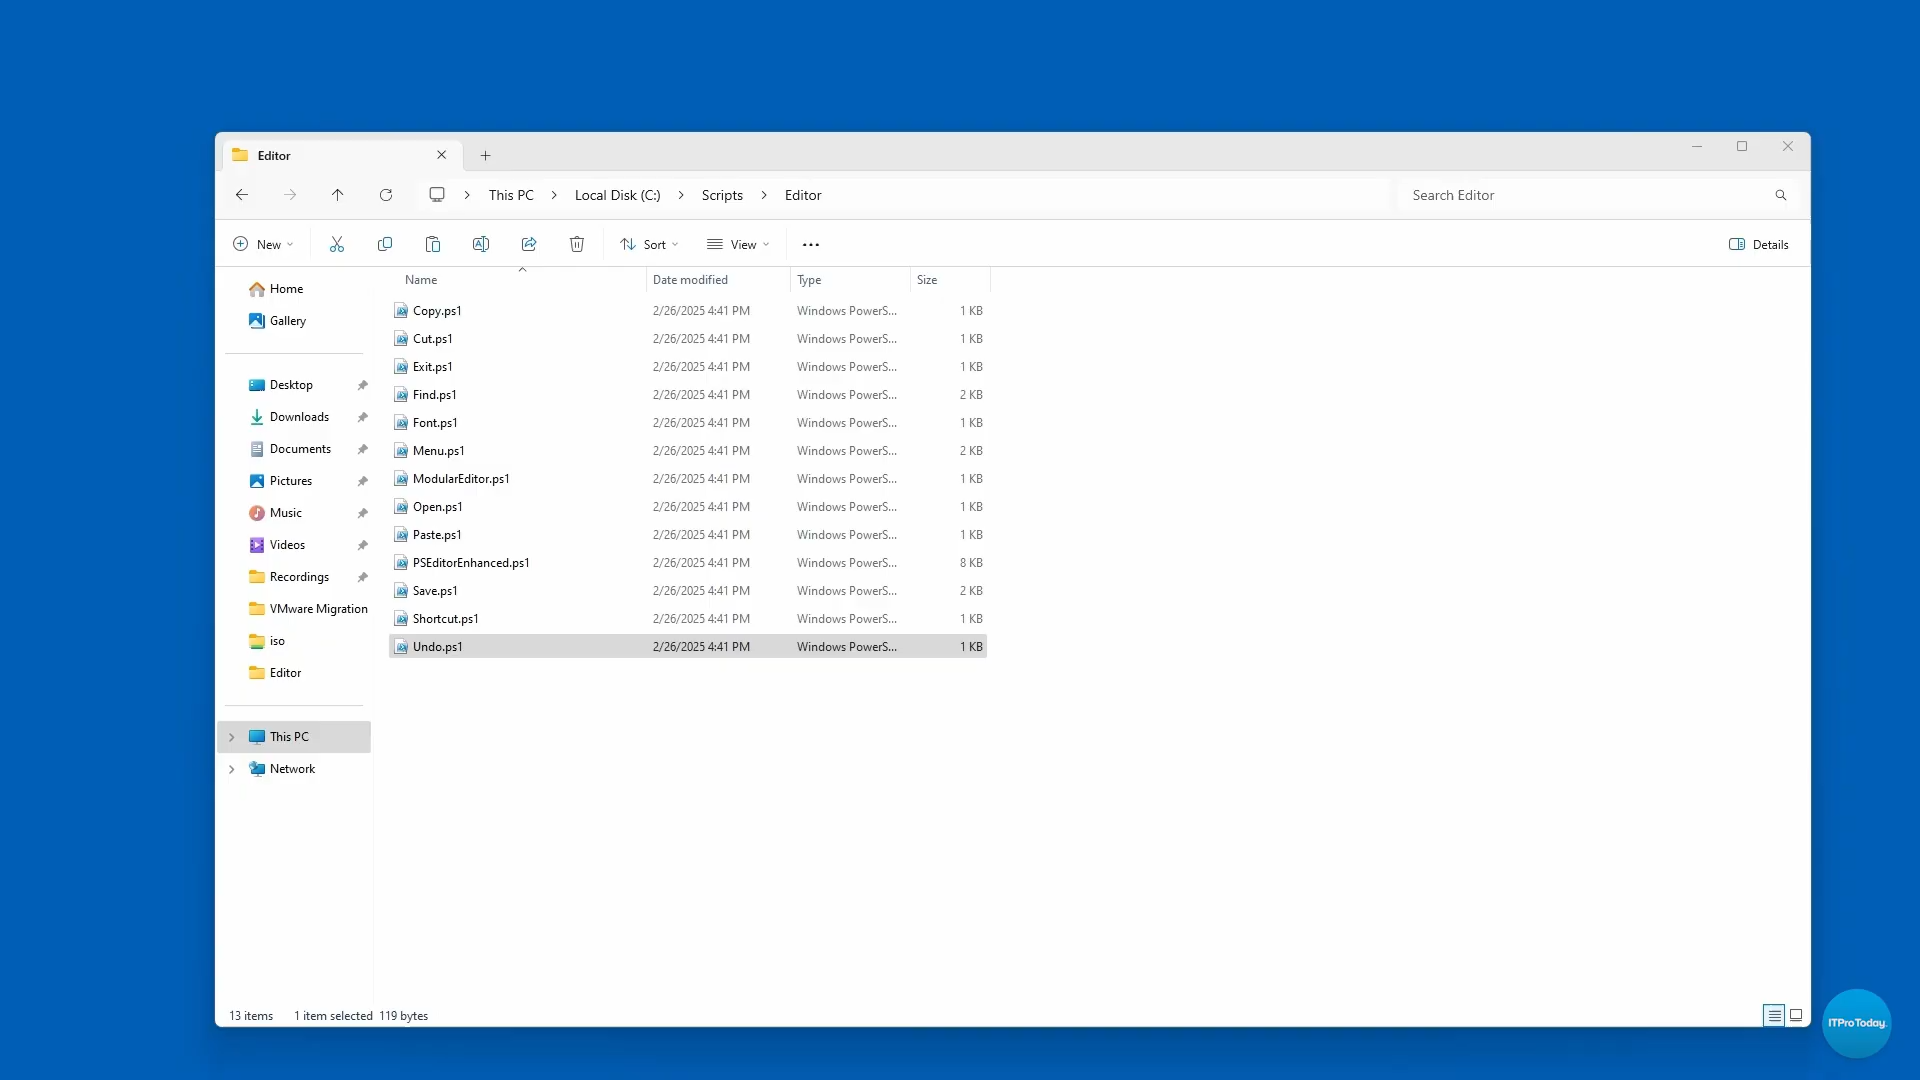 Editor
This PC Local Disk (C:) Scripts Editor Search Editor
New Sort View Details
Name Date modified Type Size
Home
Gallery
Desktop
Downloads
Documents
Pictures
Music
Videos
Recordings
VMware Migration
iso
Editor
This PC
Network
Copy.ps1 2/26/2025 4:41 PM Windows PowerS... 1 KB
Cut.ps1 2/26/2025 4:41 PM Windows PowerS... 1 KB
Exit.ps1 2/26/2025 4:41 PM Windows PowerS... 1 KB
Find.ps1 2/26/2025 4:41 PM Windows PowerS... 2 KB
Font.ps1 2/26/2025 4:41 PM Windows PowerS... 1 KB
Menu.ps1 2/26/2025 4:41 PM Windows PowerS... 2 KB
ModularEditor.ps1 2/26/2025 4:41 PM Windows PowerS... 1 KB
Open.ps1 2/26/2025 4:41 PM Windows PowerS... 1 KB
Paste.ps1 2/26/2025 4:41 PM Windows PowerS... 1 KB
PSEditorEnhanced.ps1 2/26/2025 4:41 PM Windows PowerS... 8 KB
Save.ps1 2/26/2025 4:41 PM Windows PowerS... 2 KB
Shortcut.ps1 2/26/2025 4:41 PM Windows PowerS... 1 KB
Undo.ps1 2/26/2025 4:41 PM Windows PowerS... 1 KB
13 items 1 item selected 119 bytes
ITProToday.